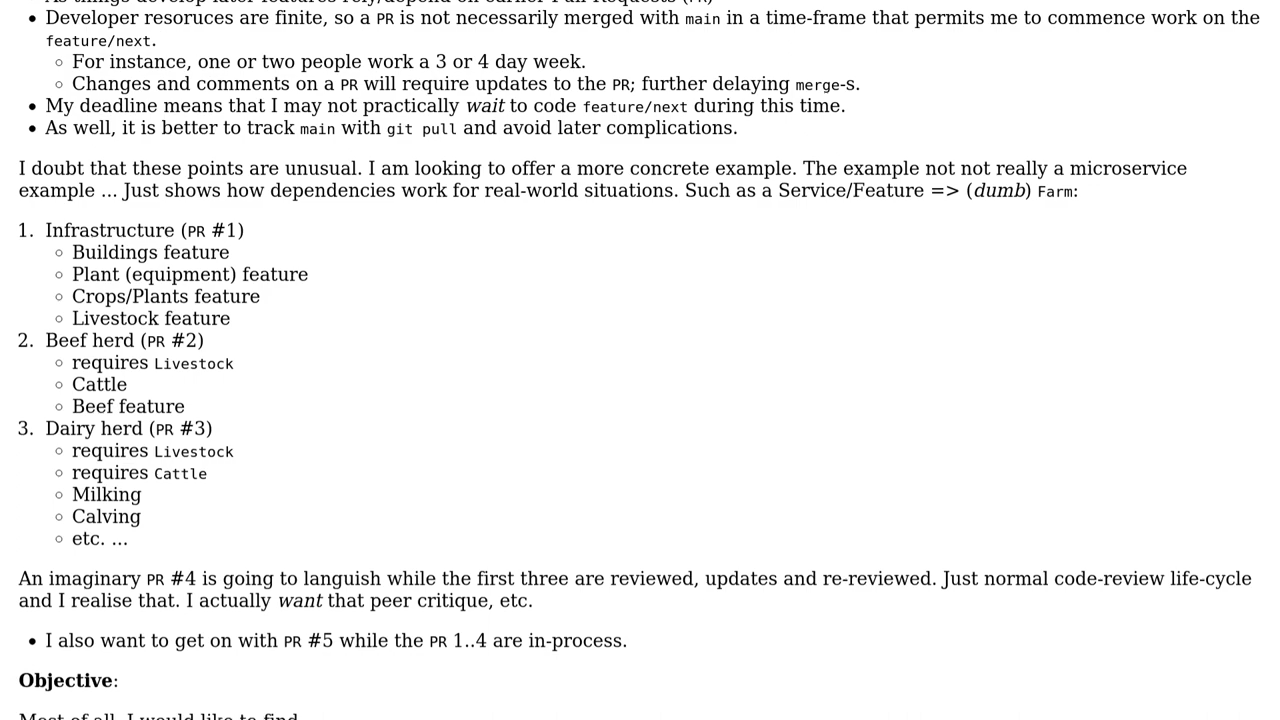 Developer resoruces are finite, so a PR is not necessarily merged with main in a time-frame that permits me to commence work on the
feature/next.
For instance, one or two people work a 3 or 4 day week.
Changes and comments on a PR will require updates to the PR; further delaying merge-s.
My deadline means that I may not practically wait to code feature/next during this time.
As well, it is better to track main with git pull and avoid later complications.
I doubt that these points are unusual. I am looking to offer a more concrete example. The example not not really a microservice
example ... Just shows how dependencies work for real-world situations. Such as a Service/Feature => (dumb) Farm:
1. Infrastructure (PR #1)
Buildings feature
Plant (equipment) feature
Crops/Plants feature
Livestock feature
2. Beef herd (PR #2)
requires Livestock
Cattle
Beef feature
3. Dairy herd (PR #3)
requires Livestock
requires Cattle
Milking
Calving
etc. ...
An imaginary PR #4 is going to languish while the first three are reviewed, updates and re-reviewed. Just normal code-review life-cycle
and I realise that. I actually want that peer critique, etc.
I also want to get on with PR #5 while the PR 1..4 are in-process.
Objective:
Most of all, I would like to find